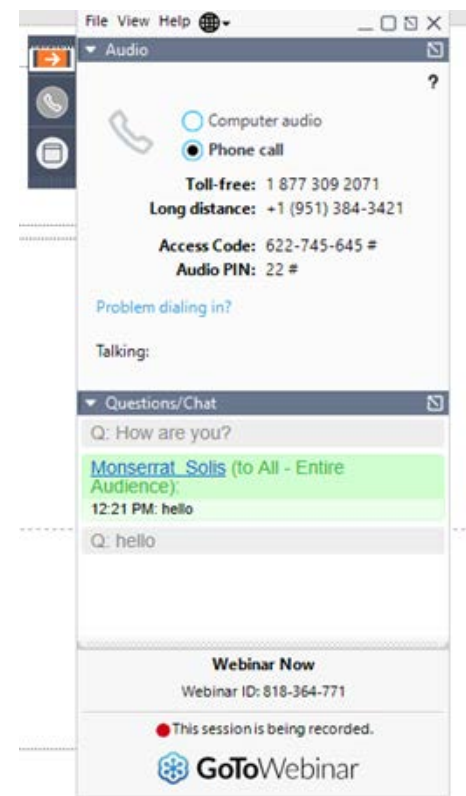 File View Help
Audio
?
Computer audio
Phone call
Toll-free: 1 877 309 2071
Long distance: +1 (951) 384-3421
Access Code: 622-745-645 #
Audio PIN: 22 #
Problem dialing in?
Talking:
Questions/Chat
Q: How are you?
Monserrat Solis (to All - Entire
Audience):
12:21 PM: hello
Q: hello
Webinar Now
Webinar ID: 818-364-771
This session is being recorded.
GoToWebinar